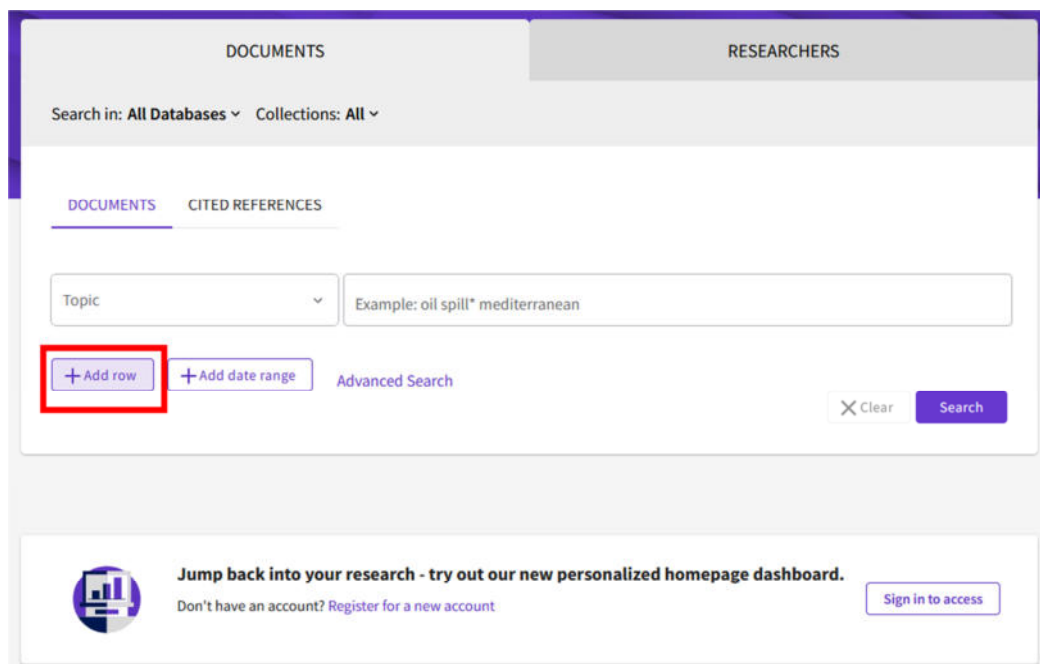 DOCUMENTS
RESEARCHERS
Search in: All Databases Collections: All
DOCUMENTS CITED REFERENCES
Topic
Example: oil spill* mediterranean
+Add row
+Add date range
Advanced Search
X Clear
Search
Jump back into your research - try out our new personalized homepage dashboard.
Don't have an account? Register for a new account
Sign in to access